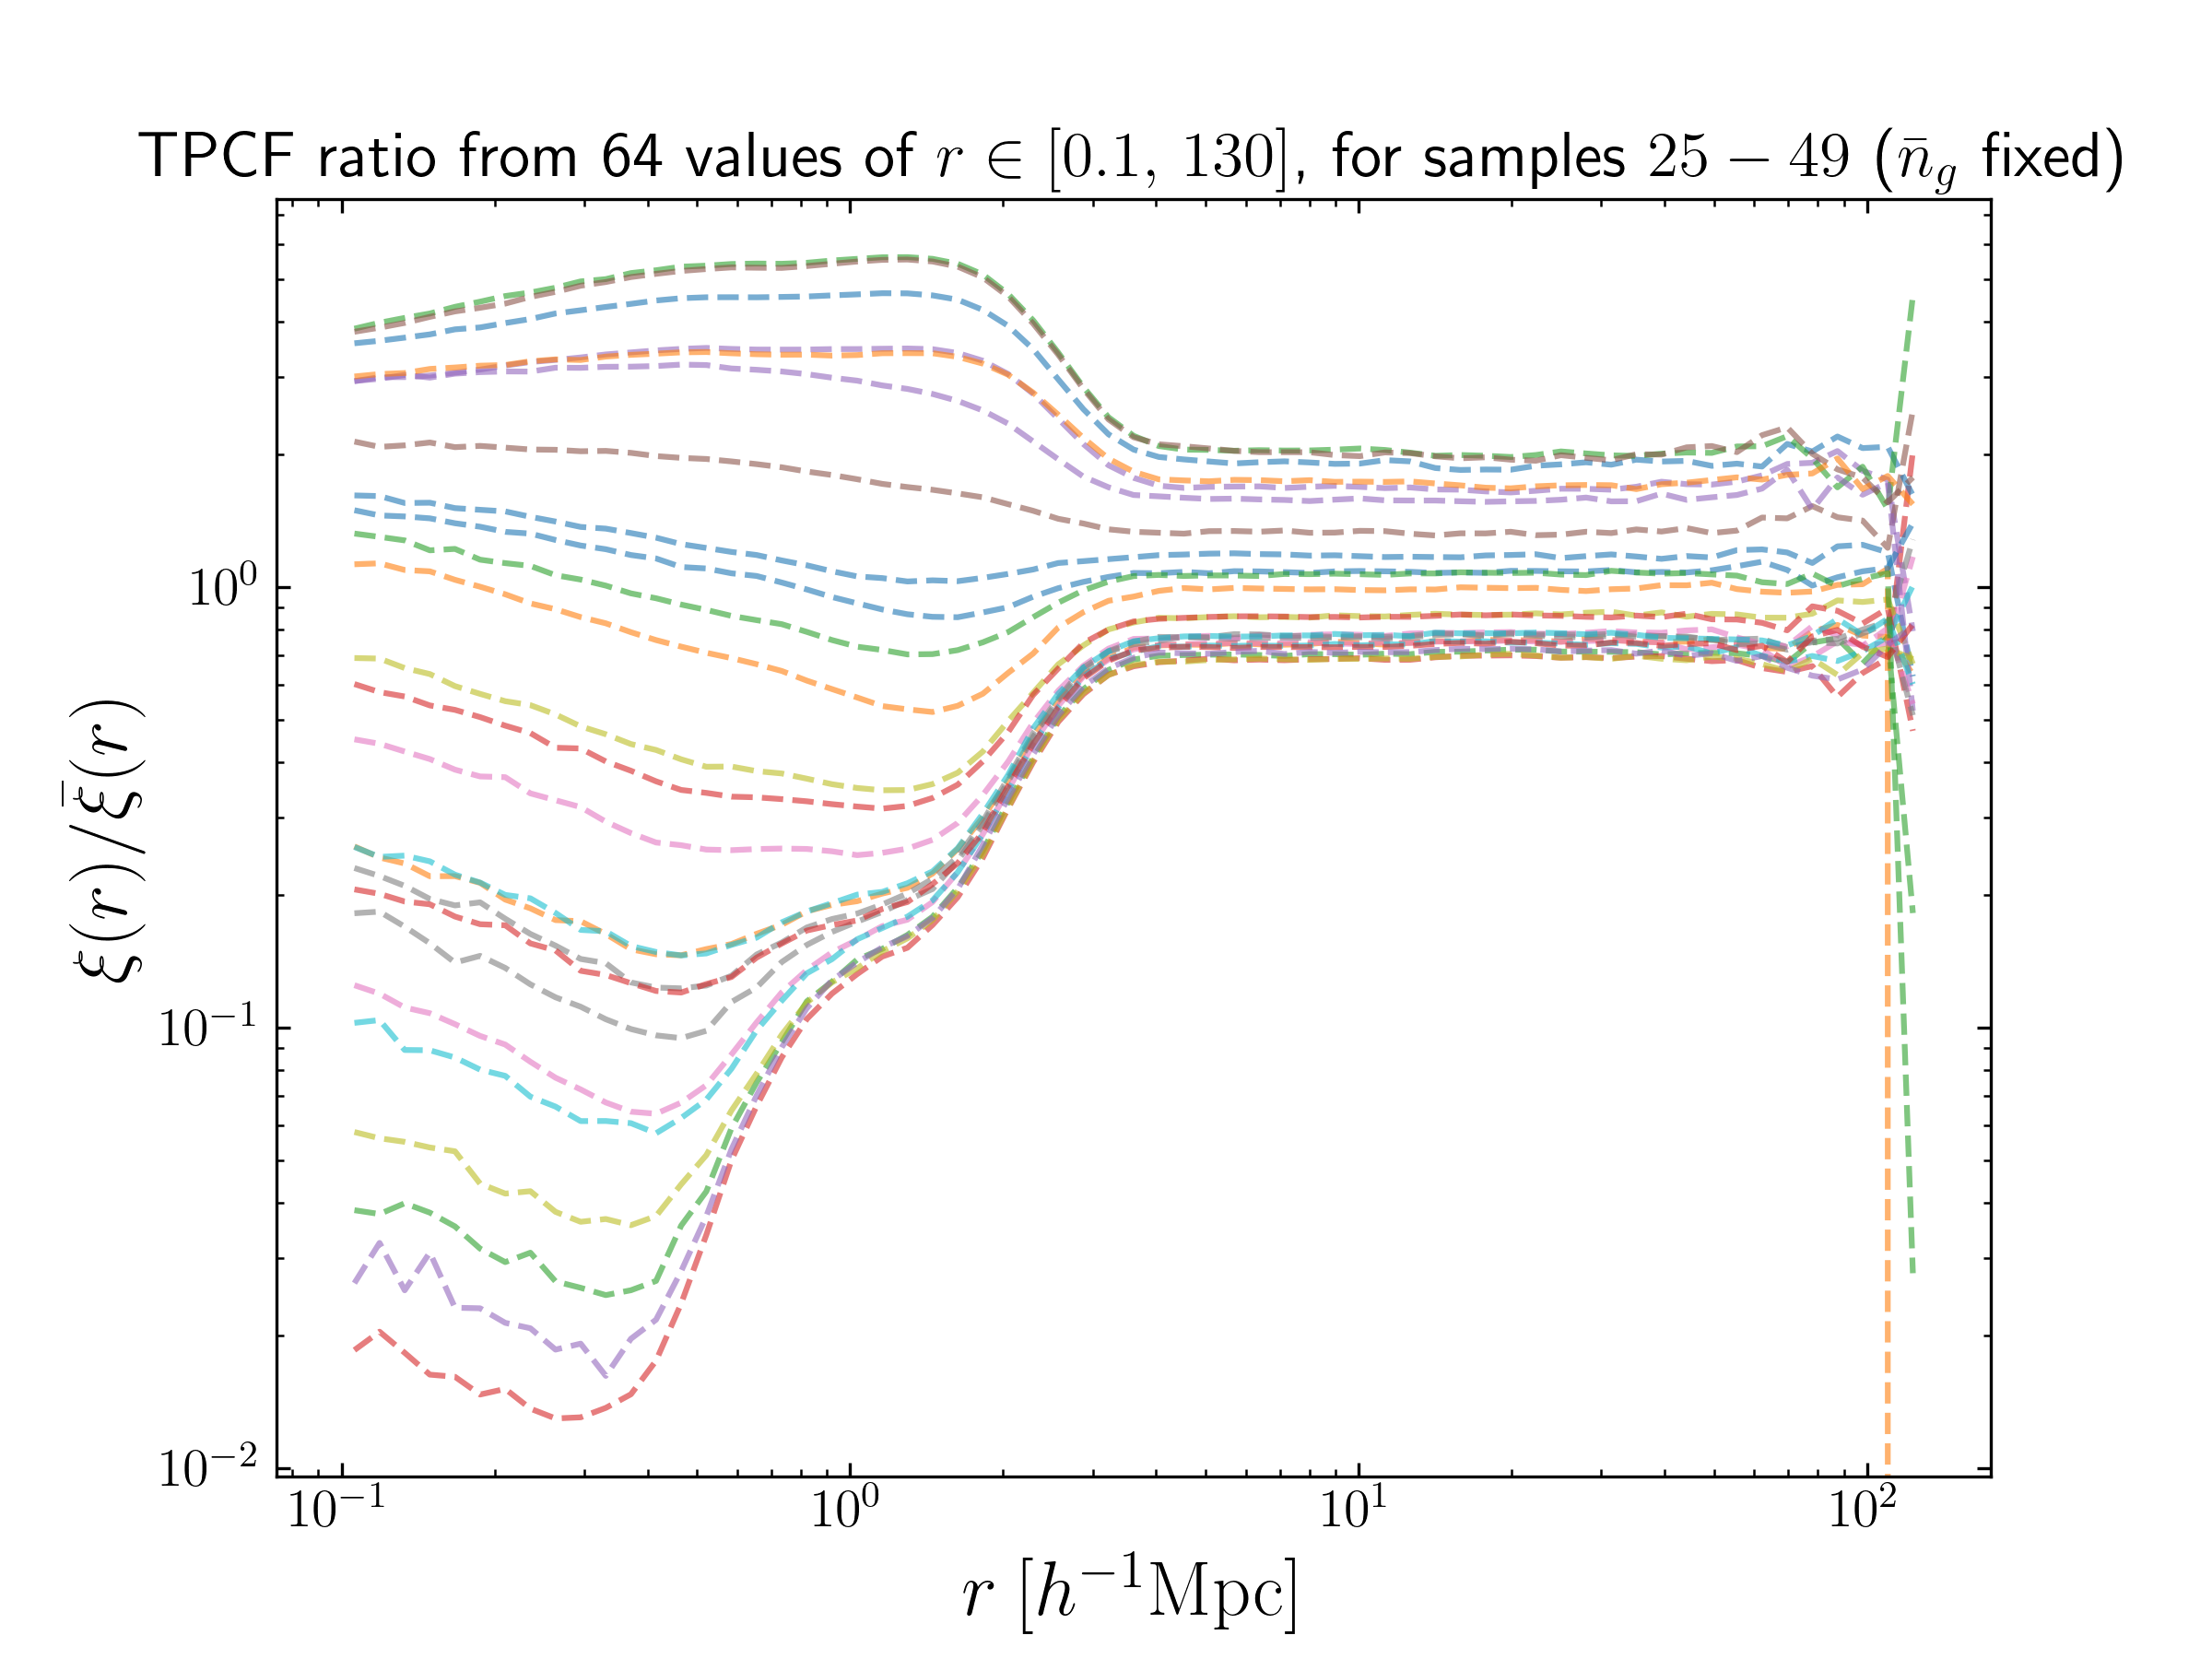 TPCF ratio from 64 values of r ∈ [0.1, 130], for samples 25 − 49 (n̄_g fixed)
ξ(r)/ξ̄(r)
10⁰
10⁻¹
10⁻²
10⁻¹ 10⁰ 10¹ 10²
r [h⁻¹Mpc]